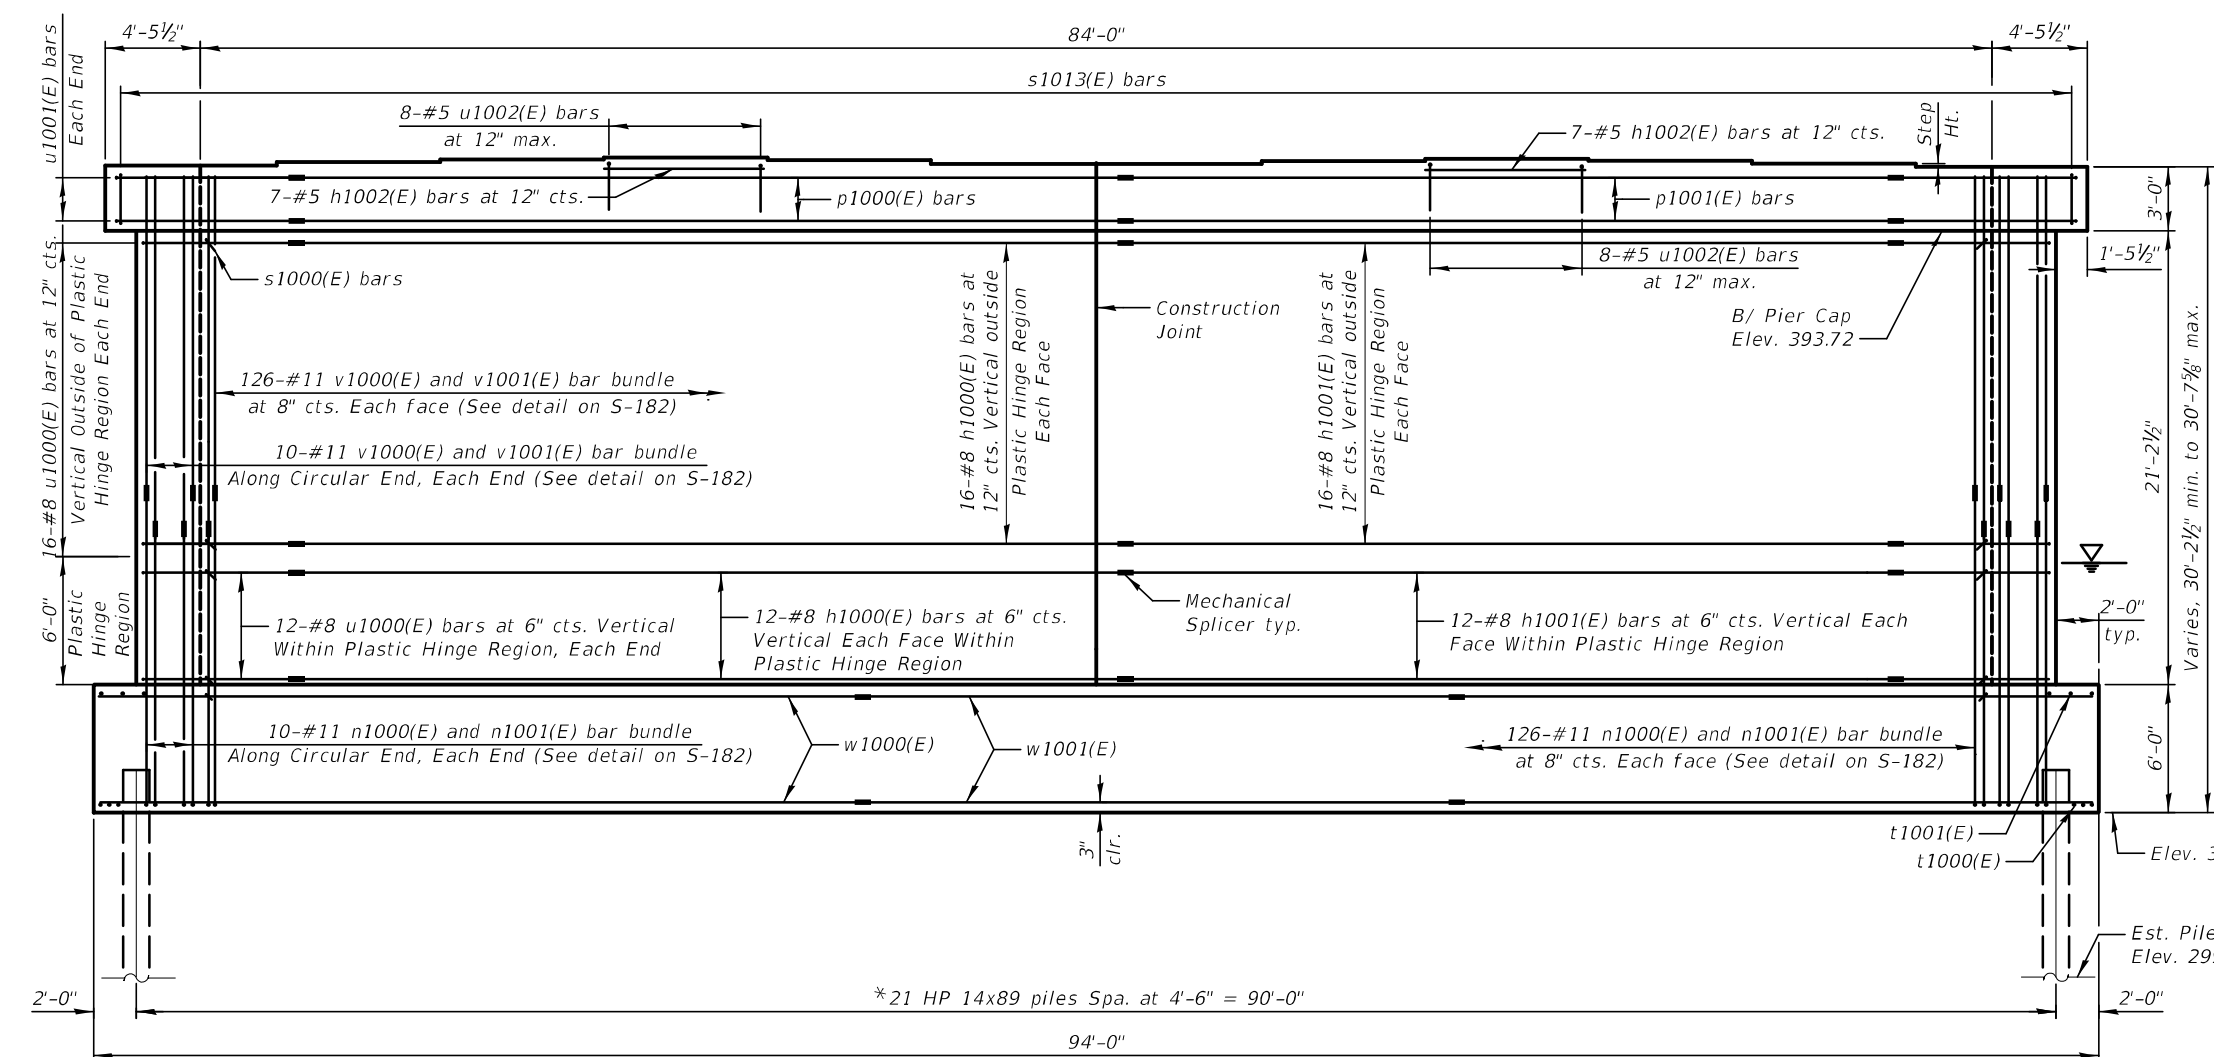 4'-5½"
84'-0"
4'-5½"
s1013(E) bars
u1001(E) bars
Each End
8-#5 u1002(E) bars
at 12" max.
7-#5 h1002(E) bars at 12" cts.
Step
Ht.
7-#5 h1002(E) bars at 12" cts.
p1000(E) bars
p1001(E) bars
3'-0"
1'-5½"
s1000(E) bars
8-#5 u1002(E) bars
at 12" max.
16-#8 u1000(E) bars at 12" cts.
Vertical Outside of Plastic
Hinge Region Each End
16-#8 h1000(E) bars at
12" cts. Vertical outside
Plastic Hinge Region
Each Face
Construction
Joint
16-#8 h1001(E) bars at
12" cts. Vertical outside
Plastic Hinge Region
Each Face
B/ Pier Cap
Elev. 393.72
126-#11 v1000(E) and v1001(E) bar bundle
at 8" cts. Each face (See detail on S-182)
10-#11 v1000(E) and v1001(E) bar bundle
Along Circular End, Each End (See detail on S-182)
21'-2½"
Varies, 30'-2½" min. to 30'-7⅝" max.
6'-0"
Plastic
Hinge
Region
12-#8 u1000(E) bars at 6" cts. Vertical
Within Plastic Hinge Region, Each End
12-#8 h1000(E) bars at 6" cts.
Vertical Each Face Within
Plastic Hinge Region
Mechanical
Splicer typ.
12-#8 h1001(E) bars at 6" cts. Vertical Each
Face Within Plastic Hinge Region
2'-0"
typ.
10-#11 n1000(E) and n1001(E) bar bundle
Along Circular End, Each End (See detail on S-182)
w1000(E)
w1001(E)
126-#11 n1000(E) and n1001(E) bar bundle
at 8" cts. Each face (See detail on S-182)
6'-0"
3"
clr.
t1001(E)
t1000(E)
Elev.
Est. Pile
Elev.
2'-0"
*21 HP 14x89 piles Spa. at 4'-6" = 90'-0"
2'-0"
94'-0"